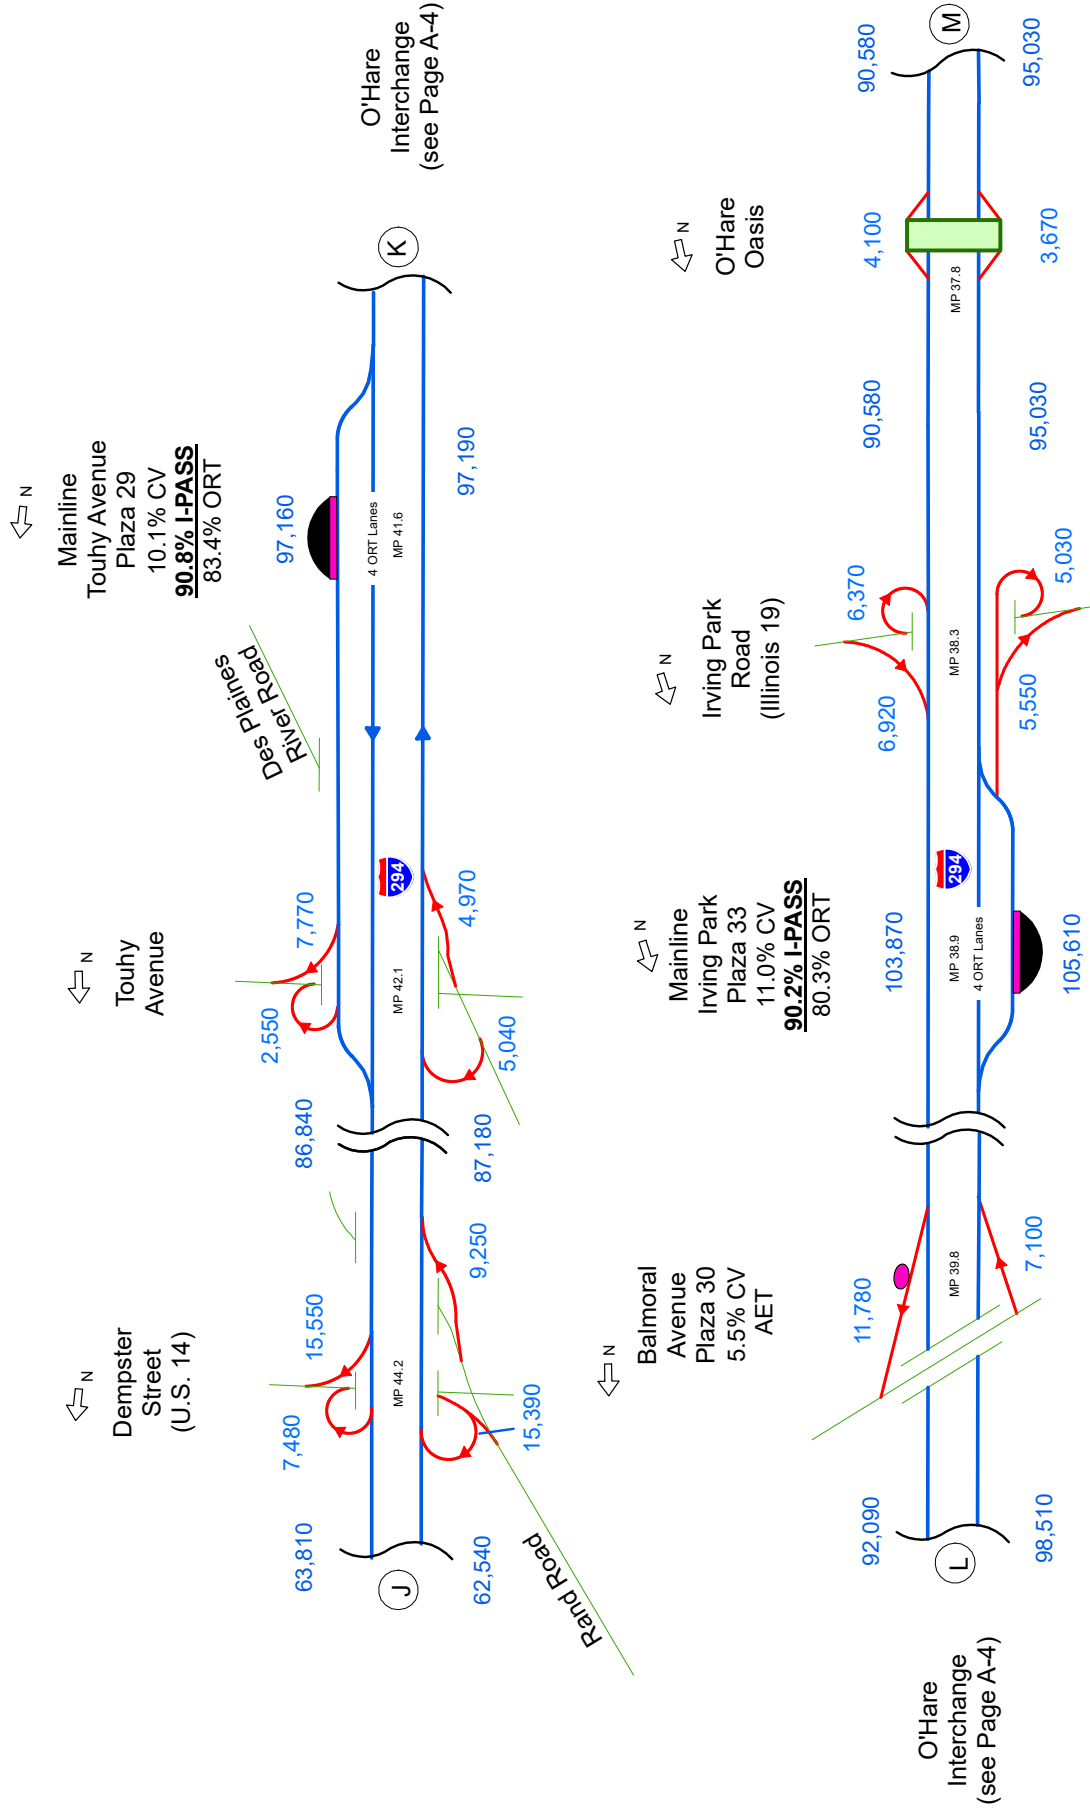 Dempster
Street
(U.S. 14)
N
Touhy
Avenue
N
Mainline
Touhy Avenue
Plaza 29
10.1% CV
90.8% I-PASS
83.4% ORT
N
O'Hare
Interchange
(see Page A-4)
63,810
7,480
15,550
86,840
2,550
7,770
Des Plaines
River Road
97,160
J
MP 44.2
MP 42.1
294
4 ORT Lanes
MP 41.6
K
62,540
15,390
9,250
87,180
5,040
4,970
97,190
Rand Road
O'Hare
Interchange
(see Page A-4)
Balmoral
Avenue
Plaza 30
5.5% CV
AET
N
Mainline
Irving Park
Plaza 33
11.0% CV
90.2% I-PASS
80.3% ORT
N
Irving Park
Road
(Illinois 19)
N
O'Hare
Oasis
N
92,090
11,780
103,870
6,920
6,370
90,580
4,100
90,580
L
MP 39.8
MP 38.9
4 ORT Lanes
294
MP 38.3
MP 37.8
M
98,510
7,100
105,610
5,550
5,030
95,030
3,670
95,030